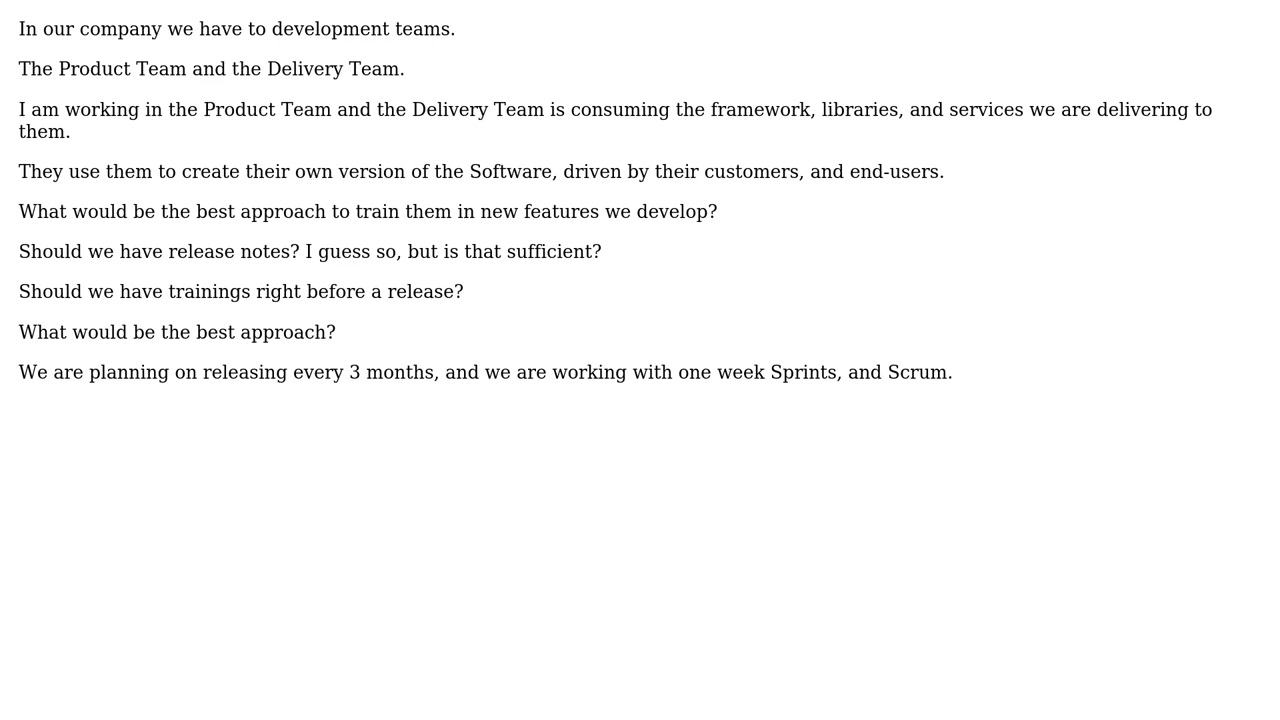 In our company we have to development teams.
The Product Team and the Delivery Team.
I am working in the Product Team and the Delivery Team is consuming the framework, libraries, and services we are delivering to
them.
They use them to create their own version of the Software, driven by their customers, and end-users.
What would be the best approach to train them in new features we develop?
Should we have release notes? I guess so, but is that sufficient?
Should we have trainings right before a release?
What would be the best approach?
We are planning on releasing every 3 months, and we are working with one week Sprints, and Scrum.